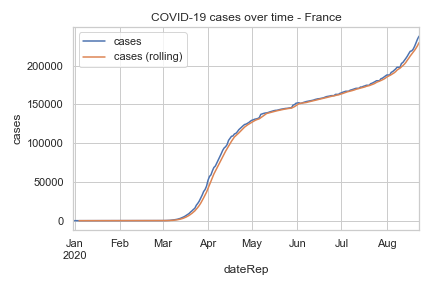 COVID-19 cases over time - France
cases
cases (rolling)
cases
200000
150000
100000
50000
0
Jan Feb Mar Apr May Jun Jul Aug
2020
dateRep